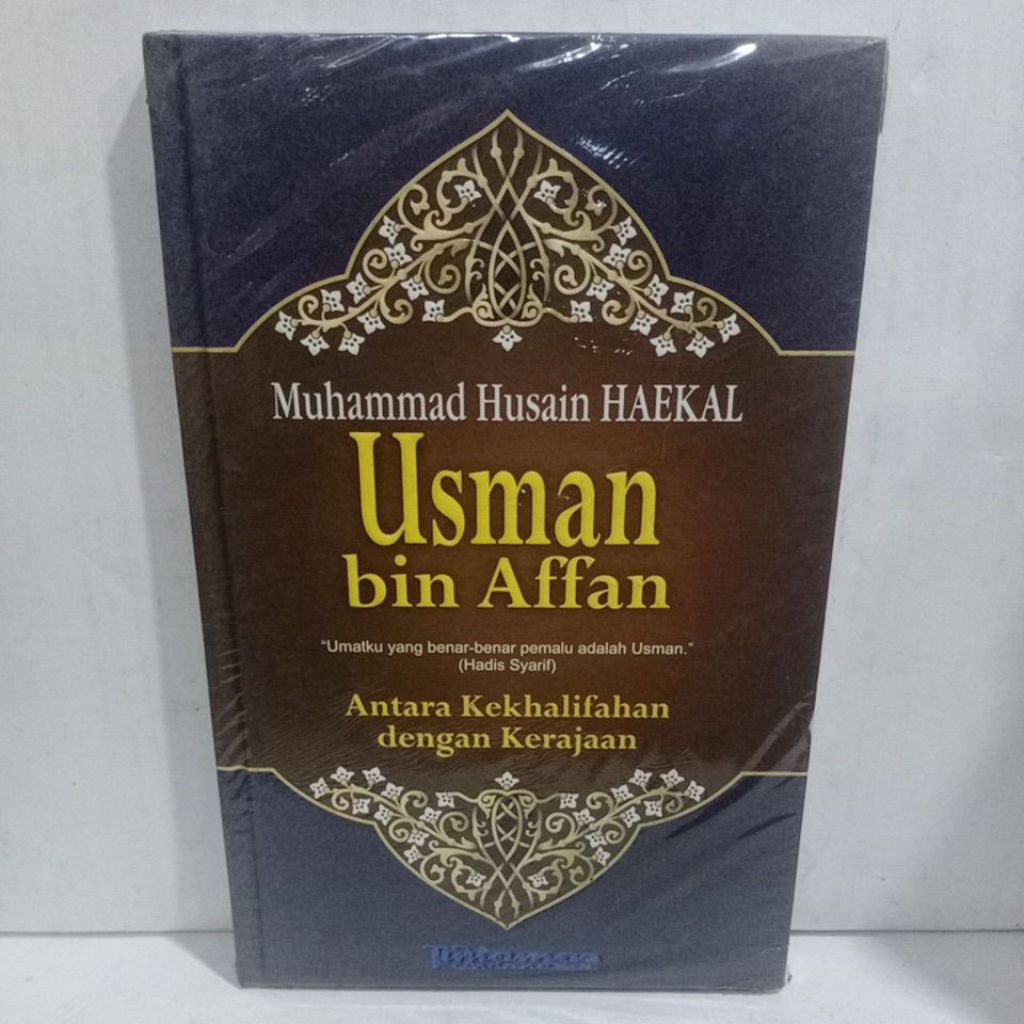 Muhammad Husain HAEKAL
Usman
bin Affan
“Umatku yang benar-benar pemalu adalah Usman.”
(Hadis Syarif)
Antara Kekhalifahan
dengan Kerajaan